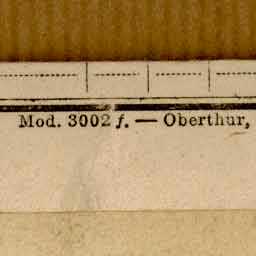 Mod. 3002 f. — Oberthur,